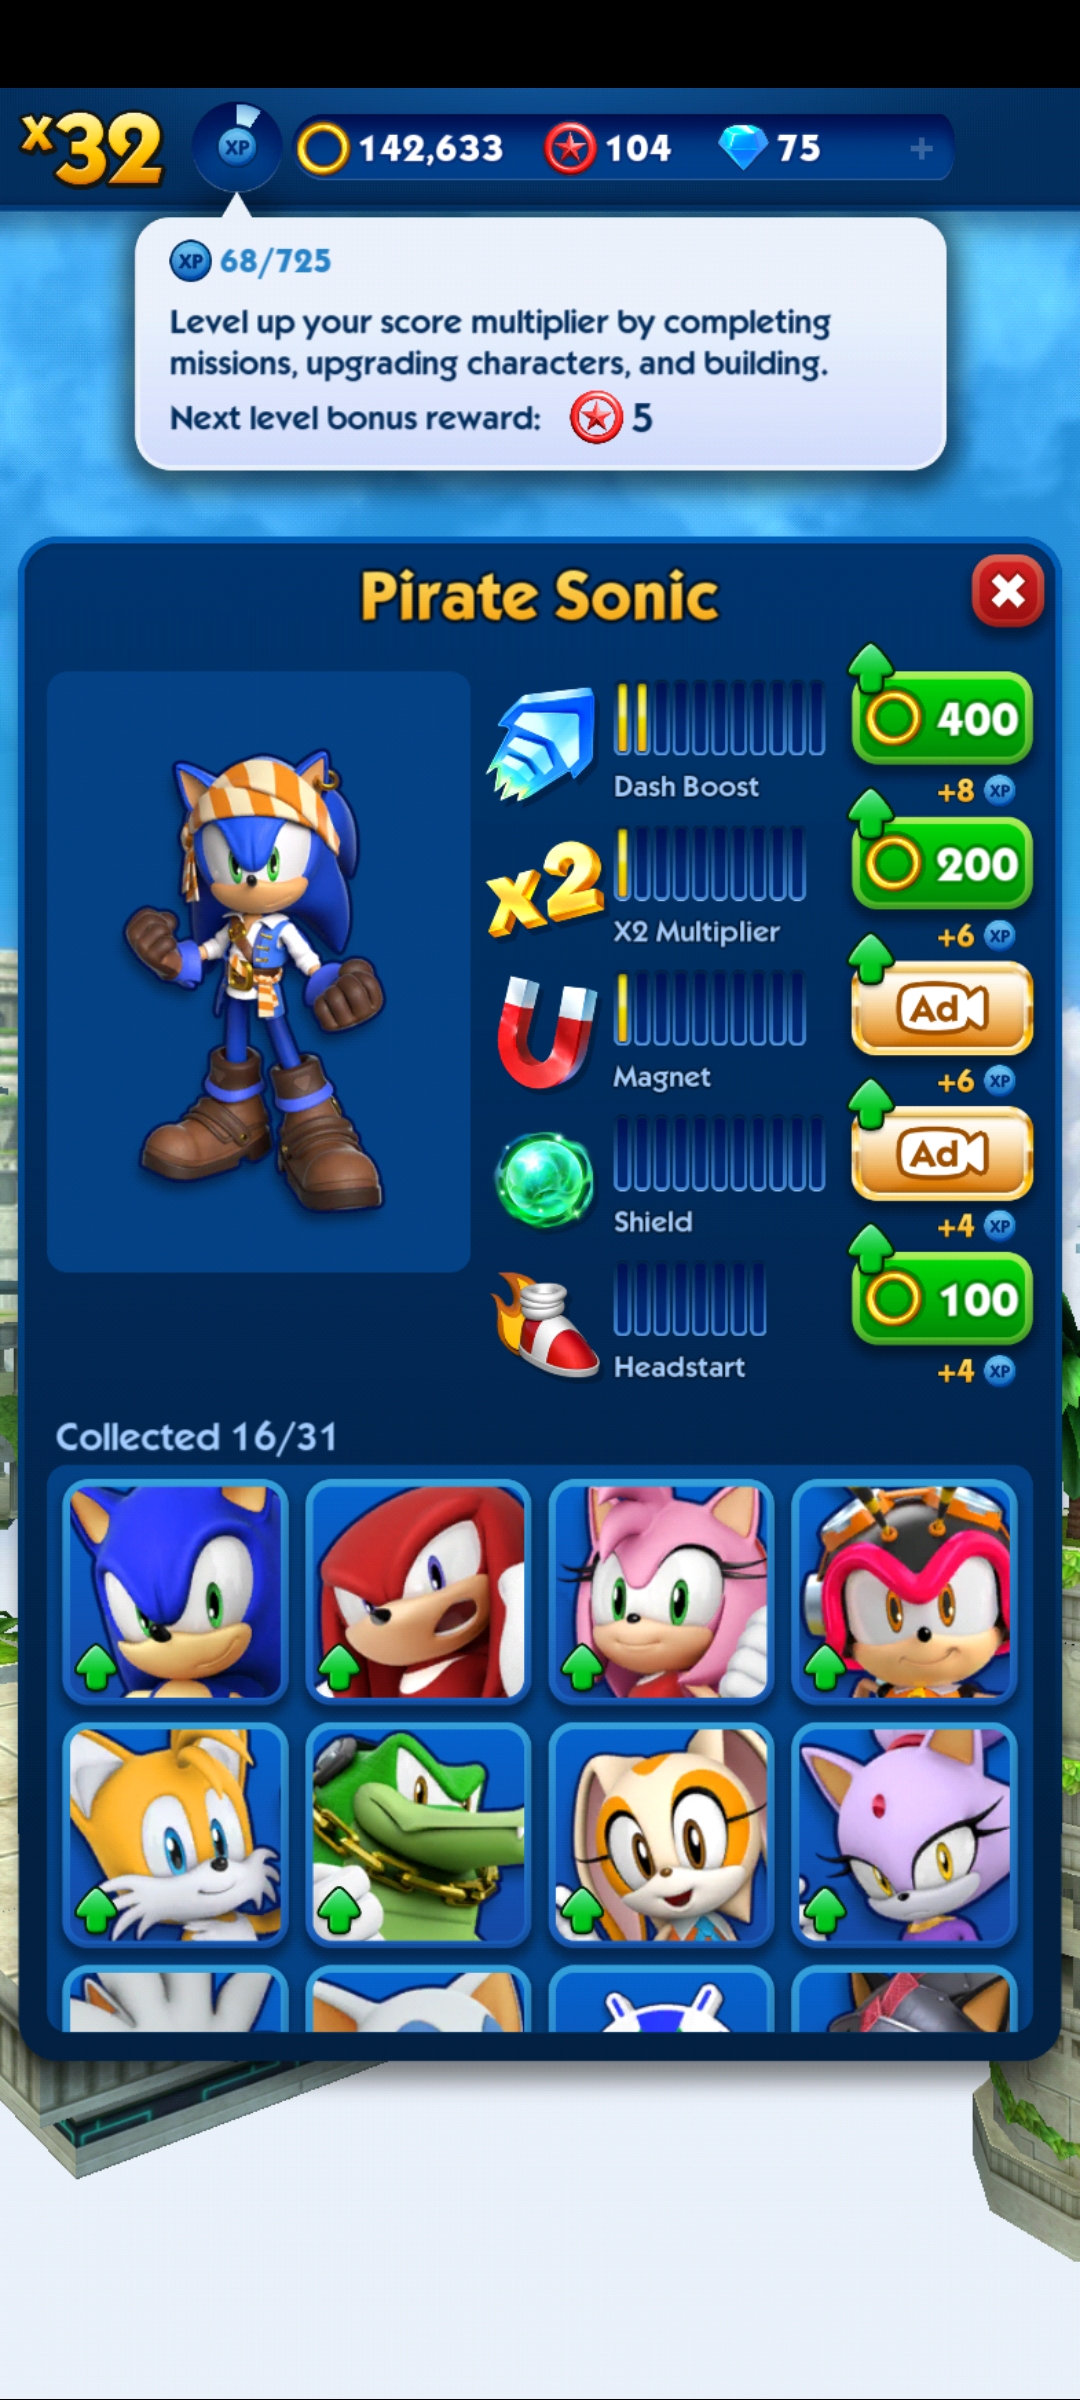 x32
XP
142,633
104
75
+
XP 68/725
Level up your score multiplier by completing
missions, upgrading characters, and building.
Next level bonus reward: 5
Pirate Sonic
400
Dash Boost
+8 XP
x2
200
X2 Multiplier
+6 XP
Ad
Magnet
+6 XP
Ad
Shield
+4 XP
100
Headstart
+4 XP
Collected 16/31